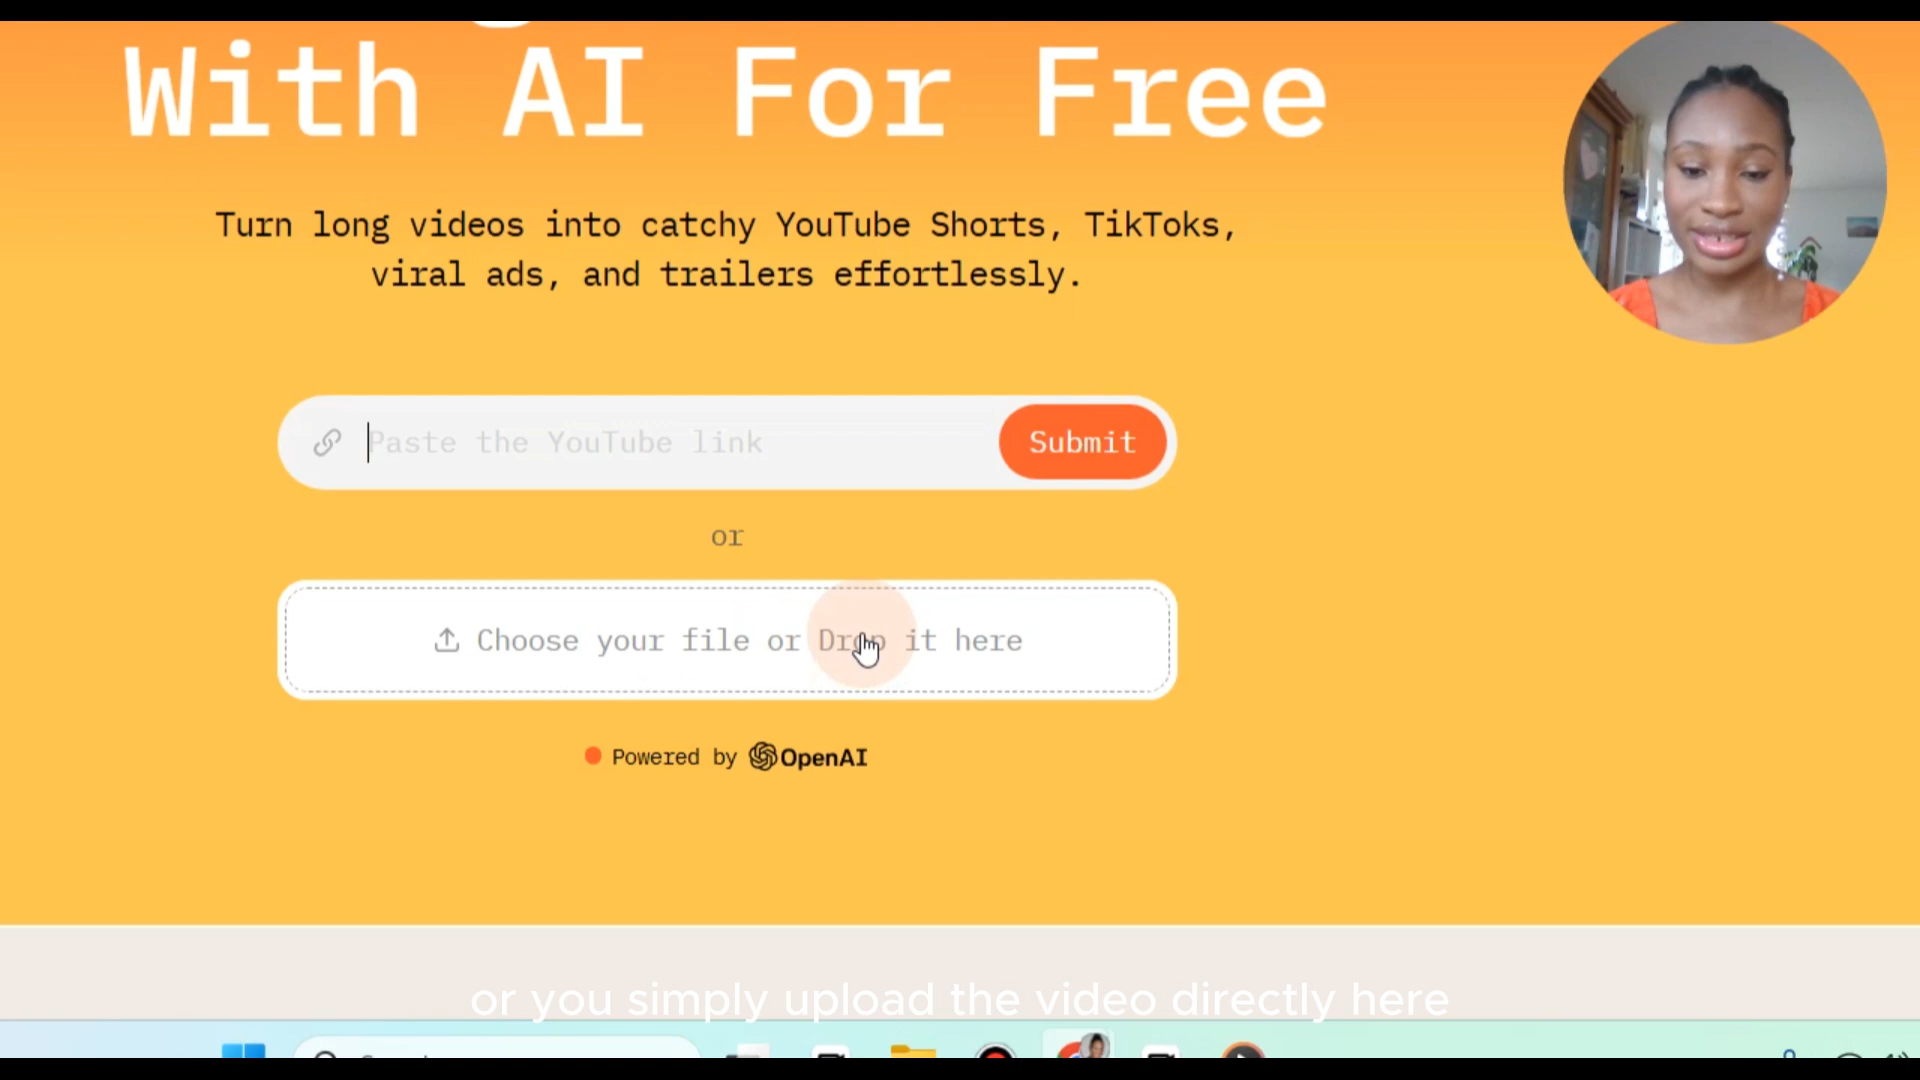 With AI For Free
Turn long videos into catchy YouTube Shorts, TikToks,
viral ads, and trailers effortlessly.
Paste the YouTube link
Submit
or
Choose your file or Drop it here
Powered by OpenAI
or you simply upload the video directly here